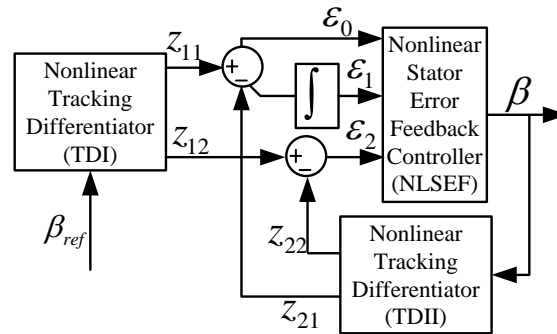 z11
z12
Nonlinear
Tracking
Differentiator
(TDI)
βref
+
−
ε0
∫
ε1
+
−
ε2
Nonlinear
Stator
Error
Feedback
Controller
(NLSEF)
β
z22
z21
Nonlinear
Tracking
Differentiator
(TDII)